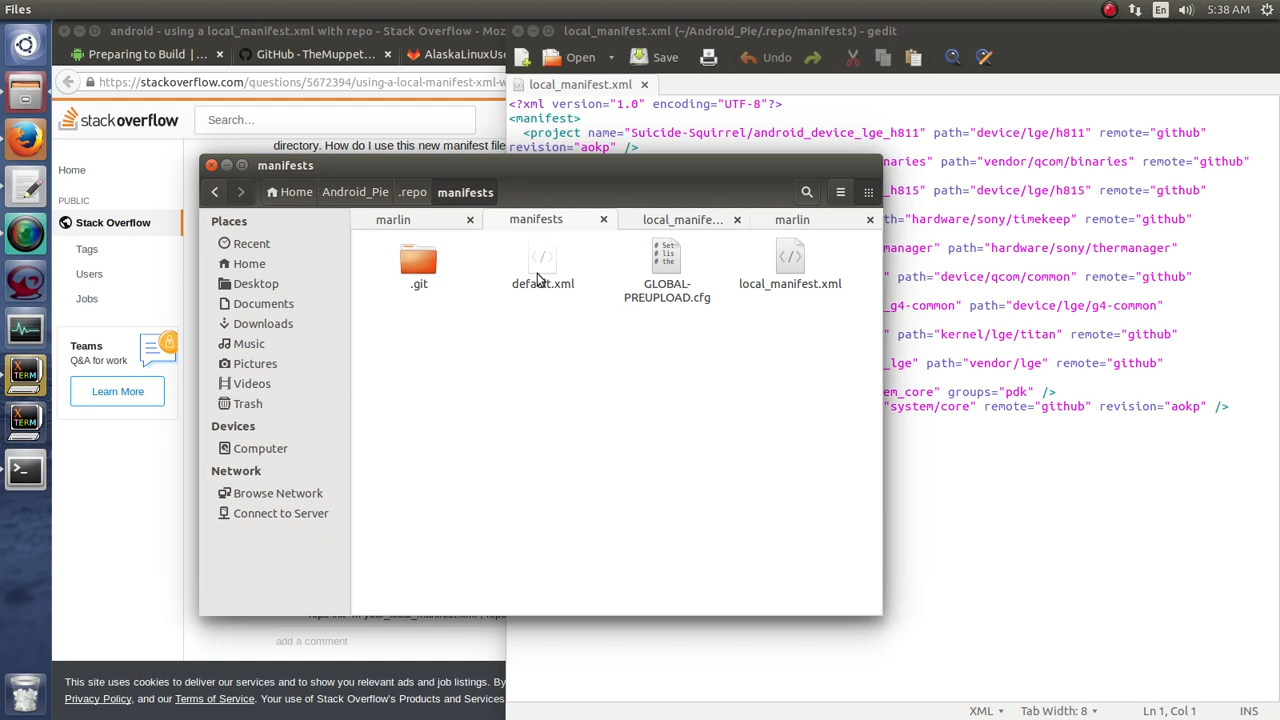 Files
En
5:38 AM
android - using a local_manifest.xml with repo - Stack Overflow - Moz
Preparing to Build |
GitHub - TheMuppet
AlaskaLinuxUse
https://stackoverflow.com/questions/5672394/using-a-local-manifest-xml-w
stackoverflow
Search…
directory. How do I use this new manifest file
Home
PUBLIC
Stack Overflow
Tags
Users
Jobs
Teams
Q&A for work
Learn More
add a comment
This site uses cookies to deliver our services and to show you relevant ads and job listings. By
Privacy Policy, and our Terms of Service. Your use of Stack Overflow's Products and Services
local_manifest.xml (~/Android_Pie/.repo/manifests) - gedit
Open
Save
Undo
local_manifest.xml
<?xml version="1.0" encoding="UTF-8"?>
<manifest>
<project name="Suicide-Squirrel/android_device_lge_h811" path="device/lge/h811" remote="github"
revision="aokp" />
naries" path="vendor/qcom/binaries" remote="github"
h815" path="device/lge/h815" remote="github"
"hardware/sony/timekeep" remote="github"
manager" path="hardware/sony/thermanager"
path="device/qcom/common" remote="github"
_g4-common" path="device/lge/g4-common"
path="kernel/lge/titan" remote="github"
_lge" path="vendor/lge" remote="github"
em_core" groups="pdk" />
"system/core" remote="github" revision="aokp" />
XML
Tab Width: 8
Ln 1, Col 1
INS
manifests
Home
Android_Pie
.repo
manifests
Places
Recent
Home
Desktop
Documents
Downloads
Music
Pictures
Videos
Trash
Devices
Computer
Network
Browse Network
Connect to Server
marlin
manifests
local_manife...
marlin
.git
default.xml
# Set
# lis
# the
GLOBAL-
PREUPLOAD.cfg
local_manifest.xml
XTERM
XTERM